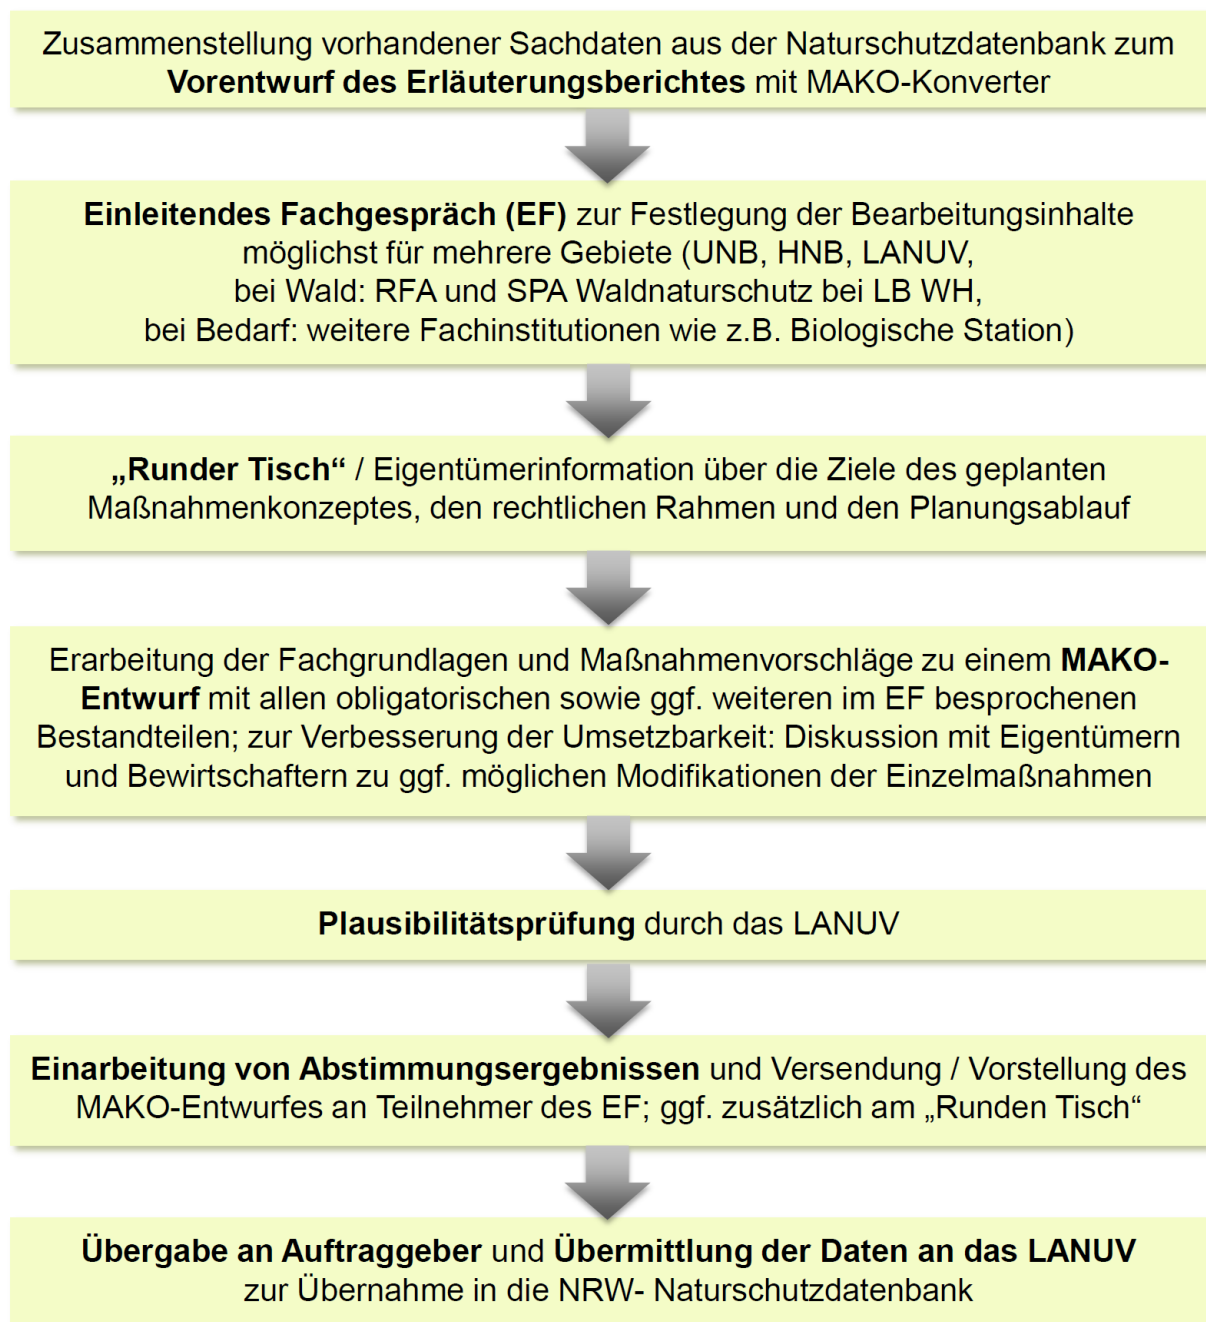 Zusammenstellung vorhandener Sachdaten aus der Naturschutzdatenbank zum
Vorentwurf des Erläuterungsberichtes mit MAKO-Konverter
Einleitendes Fachgespräch (EF) zur Festlegung der Bearbeitungsinhalte
möglichst für mehrere Gebiete (UNB, HNB, LANUV,
bei Wald: RFA und SPA Waldnaturschutz bei LB WH,
bei Bedarf: weitere Fachinstitutionen wie z.B. Biologische Station)
„Runder Tisch“ / Eigentümerinformation über die Ziele des geplanten
Maßnahmenkonzeptes, den rechtlichen Rahmen und den Planungsablauf
Erarbeitung der Fachgrundlagen und Maßnahmenvorschläge zu einem MAKO-
Entwurf mit allen obligatorischen sowie ggf. weiteren im EF besprochenen
Bestandteilen; zur Verbesserung der Umsetzbarkeit: Diskussion mit Eigentümern
und Bewirtschaftern zu ggf. möglichen Modifikationen der Einzelmaßnahmen
Plausibilitätsprüfung durch das LANUV
Einarbeitung von Abstimmungsergebnissen und Versendung / Vorstellung des
MAKO-Entwurfes an Teilnehmer des EF; ggf. zusätzlich am „Runden Tisch“
Übergabe an Auftraggeber und Übermittlung der Daten an das LANUV
zur Übernahme in die NRW- Naturschutzdatenbank